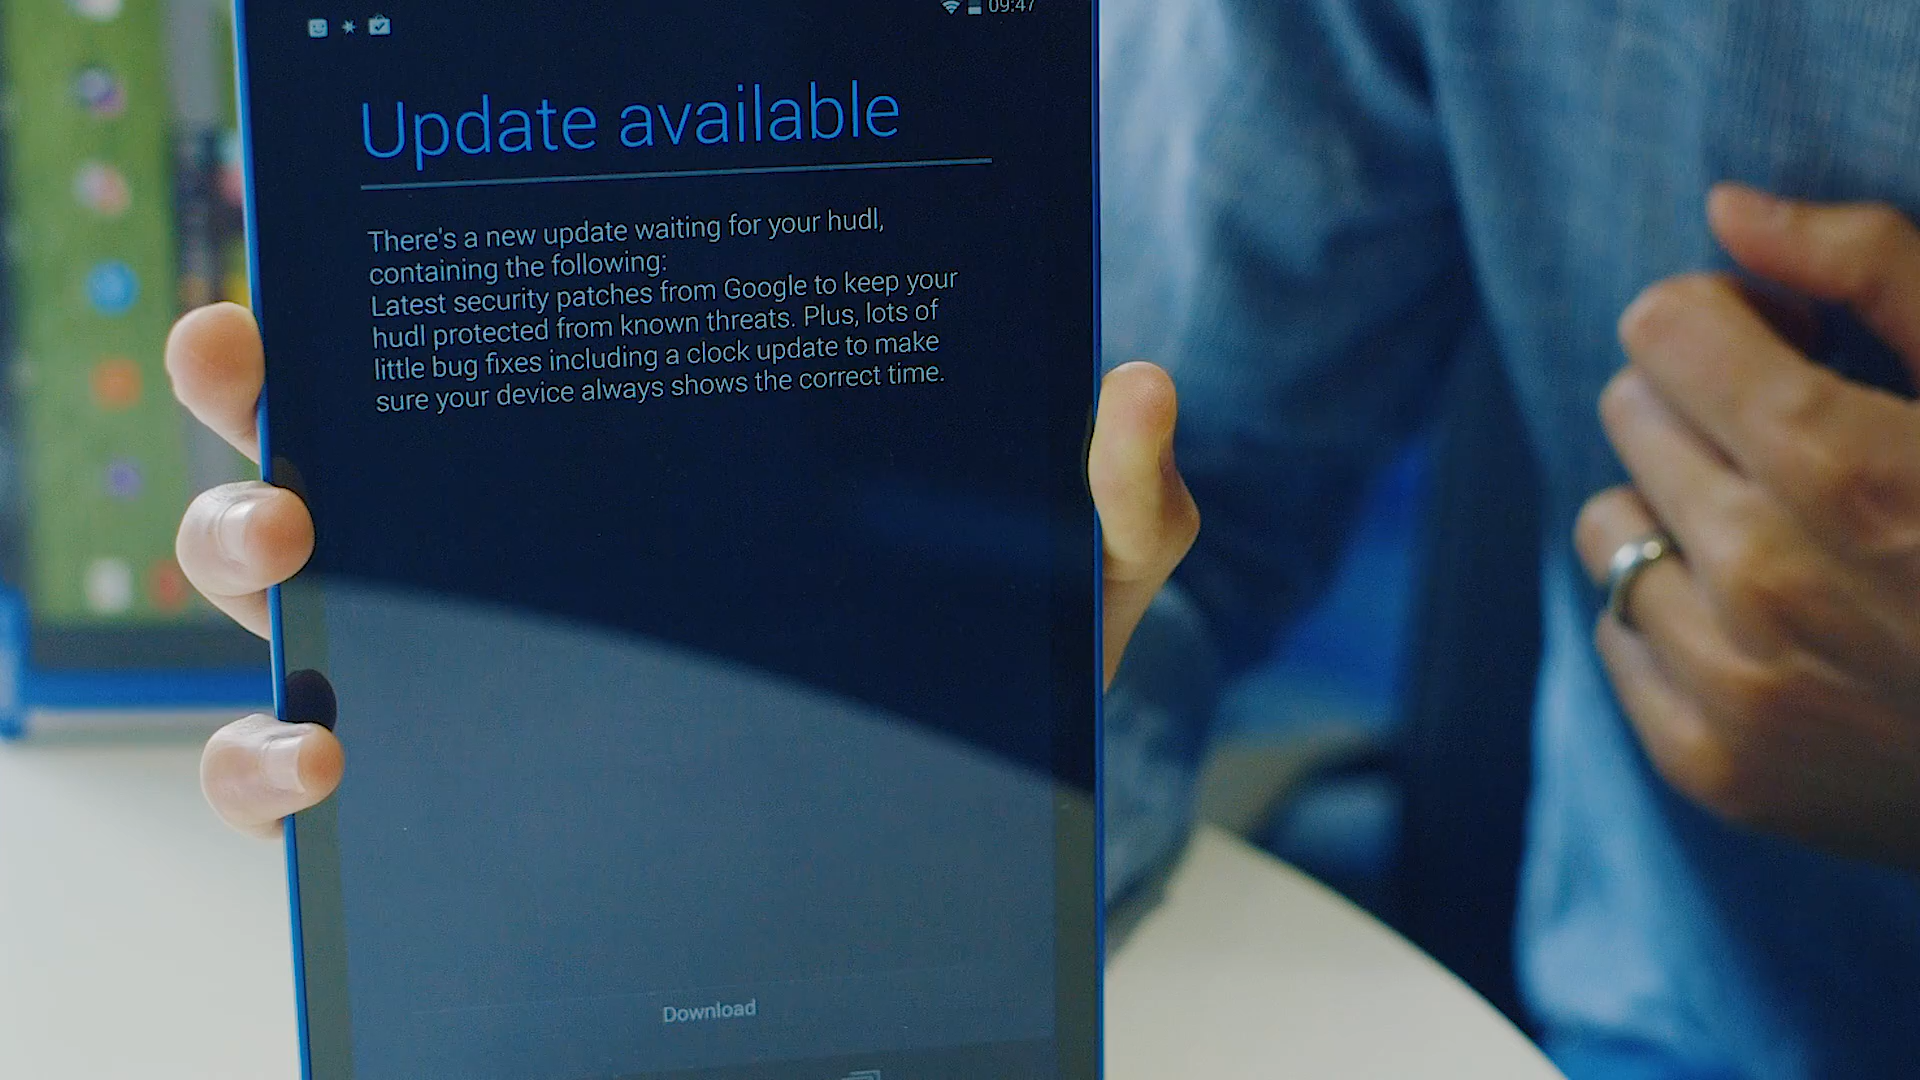 09:47
Update available
There's a new update waiting for your hudl,
containing the following:
Latest security patches from Google to keep your
hudl protected from known threats. Plus, lots of
little bug fixes including a clock update to make
sure your device always shows the correct time.
Download